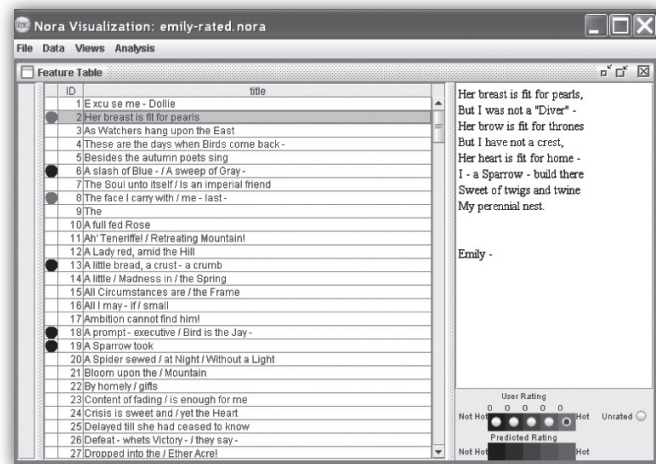 Nora Visualization: emily-rated.nora
File Data Views Analysis
Feature Table
ID title
1 E xcu se me - Dollie
2 Her breast is fit for pearls
3 As Watchers hang upon the East
4 These are the days when Birds come back -
5 Besides the autumn poets sing
6 A slash of Blue - / A sweep of Gray -
7 The Soul unto itself / Is an imperial friend
8 The face I carry with / me - last -
9 The
10 A full fed Rose
11 Ah' Teneriffe! / Retreating Mountain!
12 A Lady red, amid the Hill
13 A little bread, a crust - a crumb
14 A little / Madness in / the Spring
15 All Circumstances are / the Frame
16 All I may - if / small
17 Ambition cannot find him!
18 A prompt - executive / Bird is the Jay -
19 A Sparrow took
20 A Spider sewed / at Night / Without a Light
21 Bloom upon the / Mountain
22 By homely / gifts
23 Content of fading / is enough for me
24 Crisis is sweet and / yet the Heart
25 Delayed till she had ceased to know
26 Defeat - whets Victory - / they say -
27 Dropped into the / Ether Acre!
Her breast is fit for pearls,
But I was not a "Diver" -
Her brow is fit for thrones
But I have not a crest,
Her heart is fit for home -
I - a Sparrow - build there
Sweet of twigs and twine
My perennial nest.
Emily -
User Rating
0 0 0 0 0
Not Hot Hot Unrated
Predicted Rating
Not Hot Hot